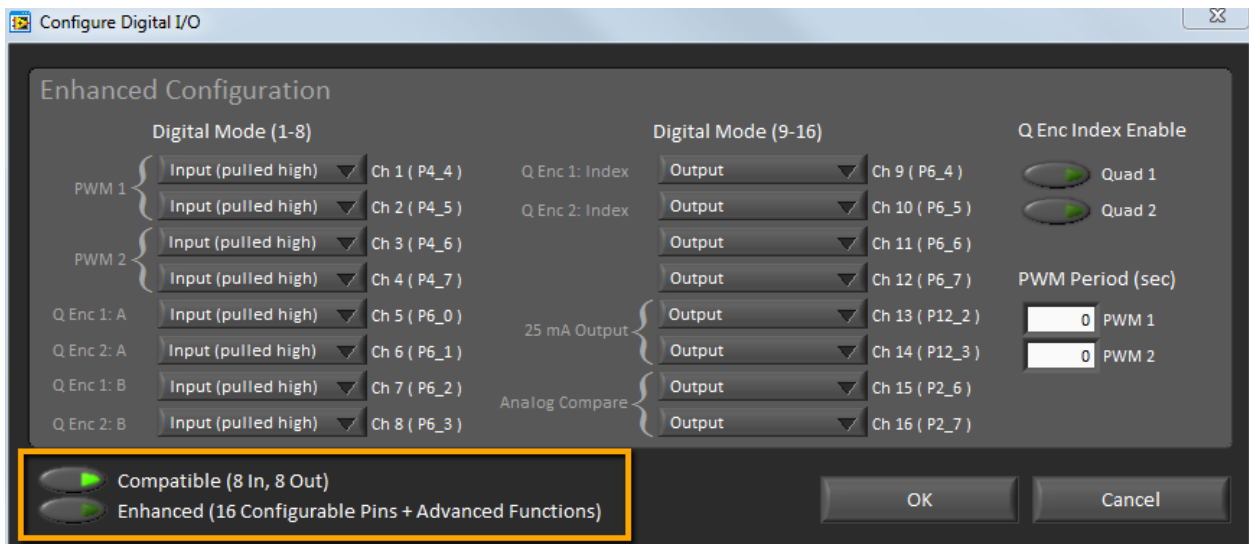 Configure Digital I/O
Enhanced Configuration
Digital Mode (1-8) Digital Mode (9-16) Q Enc Index Enable
PWM 1 Input (pulled high) Ch 1 ( P4_4 ) Q Enc 1: Index Output Ch 9 ( P6_4 ) Quad 1
Input (pulled high) Ch 2 ( P4_5 ) Q Enc 2: Index Output Ch 10 ( P6_5 ) Quad 2
PWM 2 Input (pulled high) Ch 3 ( P4_6 ) Output Ch 11 ( P6_6 )
Input (pulled high) Ch 4 ( P4_7 ) Output Ch 12 ( P6_7 ) PWM Period (sec)
Q Enc 1: A Input (pulled high) Ch 5 ( P6_0 ) 25 mA Output Output Ch 13 ( P12_2 ) 0 PWM 1
Q Enc 2: A Input (pulled high) Ch 6 ( P6_1 ) Output Ch 14 ( P12_3 ) 0 PWM 2
Q Enc 1: B Input (pulled high) Ch 7 ( P6_2 ) Analog Compare Output Ch 15 ( P2_6 )
Q Enc 2: B Input (pulled high) Ch 8 ( P6_3 ) Output Ch 16 ( P2_7 )
Compatible (8 In, 8 Out)
Enhanced (16 Configurable Pins + Advanced Functions) OK Cancel